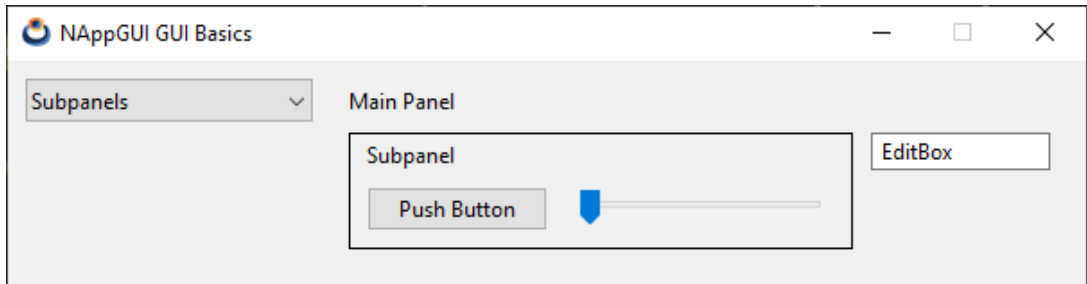 NAppGUI GUI Basics
Subpanels
Main Panel
Subpanel
EditBox
Push Button